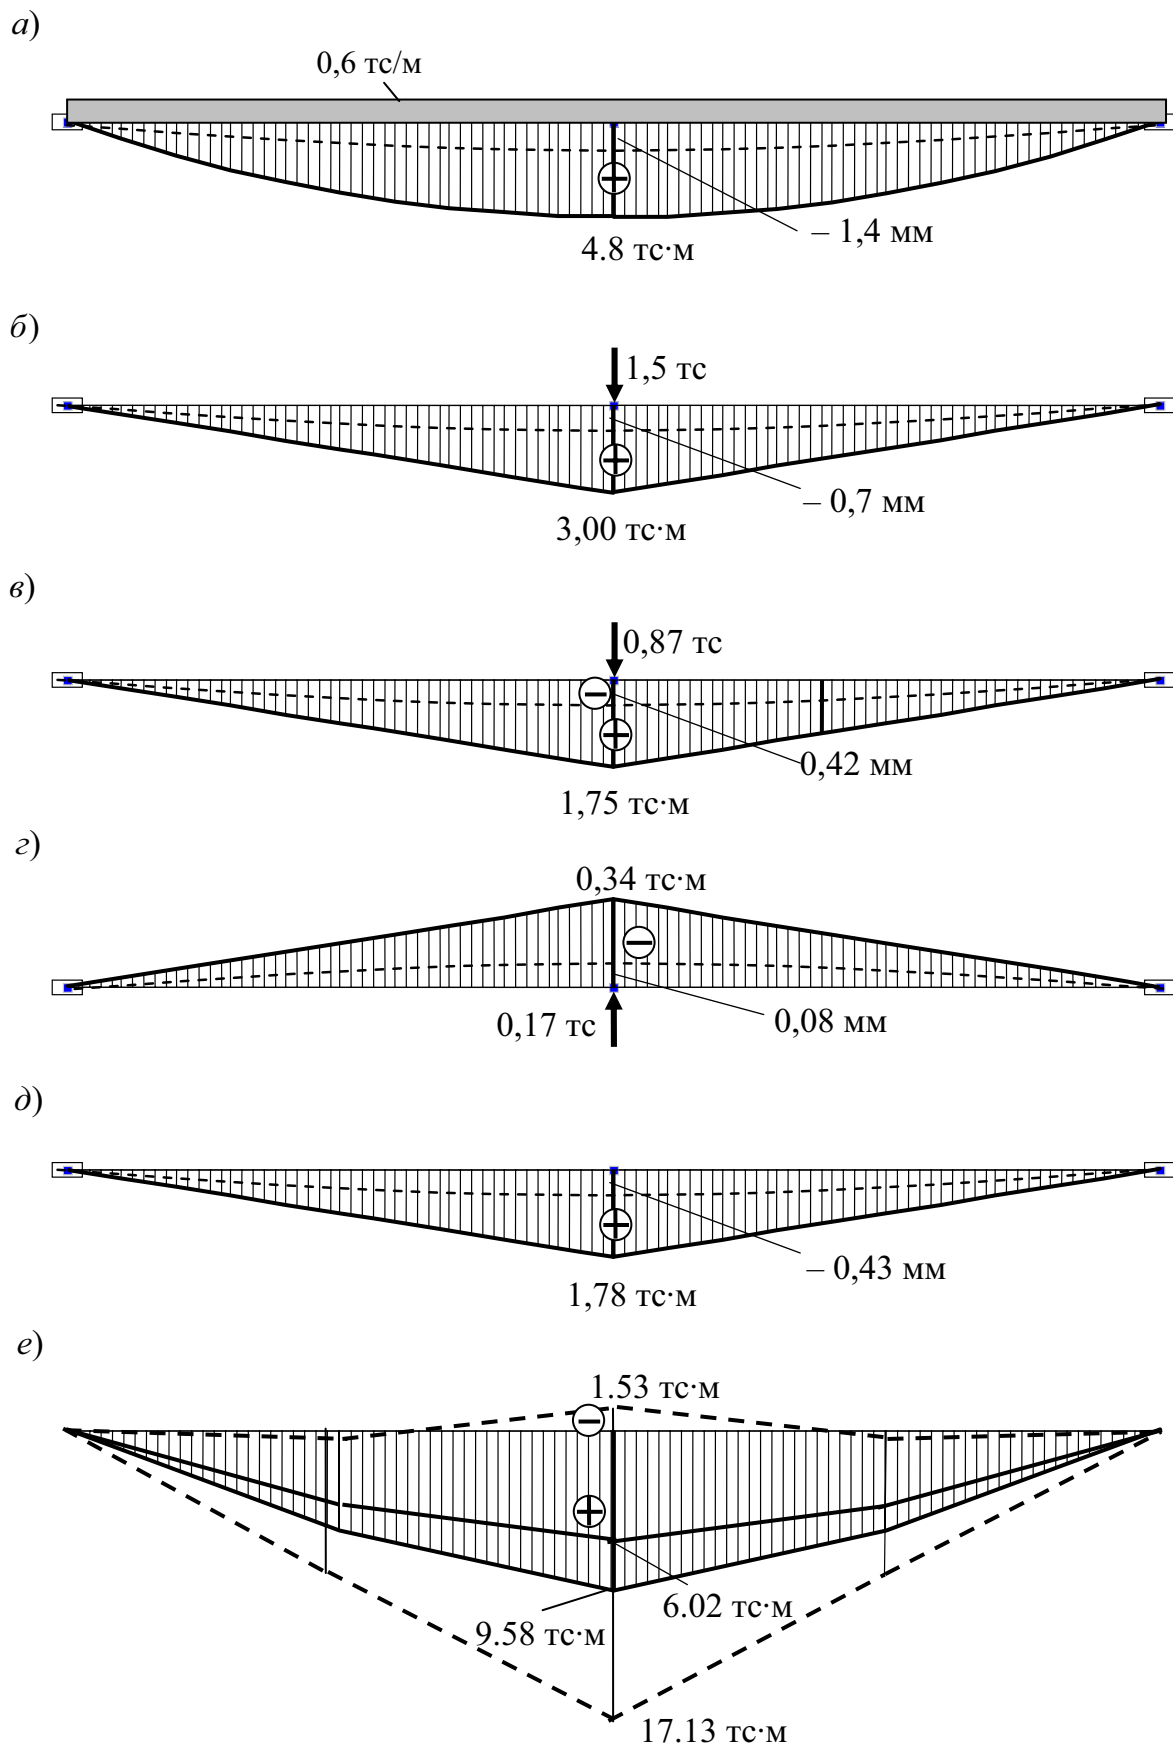 а)
0,6 тс/м
– 1,4 мм
4.8 тс·м
б)
1,5 тс
– 0,7 мм
3,00 тс·м
в)
0,87 тс
0,42 мм
1,75 тс·м
г)
0,34 тс·м
0,17 тс
0,08 мм
д)
– 0,43 мм
1,78 тс·м
е)
1.53 тс·м
6.02 тс·м
9.58 тс·м
17.13 тс·м